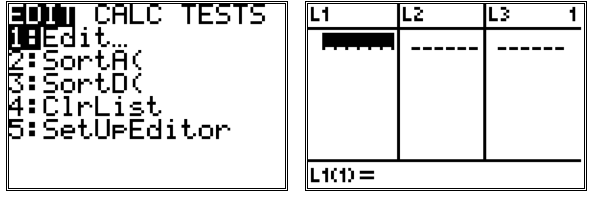 EDIT CALC TESTS
1:Edit…
2:SortA(
3:SortD(
4:ClrList
5:SetUpEditor
L1 L2 L3 1
------ ------
L1(1) =